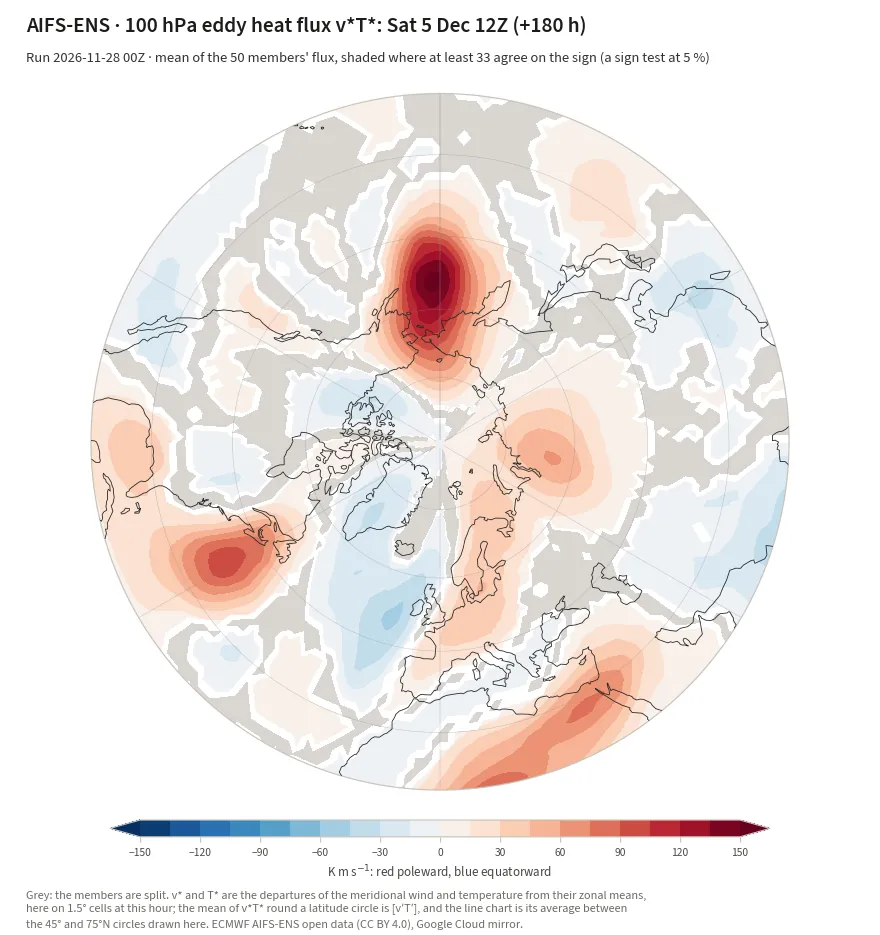 AIFS-ENS · 100 hPa eddy heat flux v*T*: Sat 5 Dec 12Z (+180 h)
Run 2026-11-28 00Z · mean of the 50 members' flux, shaded where at least 33 agree on the sign (a sign test at 5 %)
−150 −120 −90 −60 −30 0 30 60 90 120 150
K m s⁻¹: red poleward, blue equatorward
Grey: the members are split. v* and T* are the departures of the meridional wind and temperature from their zonal means,
here on 1.5° cells at this hour; the mean of v*T* round a latitude circle is [v′T′], and the line chart is its average between
the 45° and 75°N circles drawn here. ECMWF AIFS-ENS open data (CC BY 4.0), Google Cloud mirror.